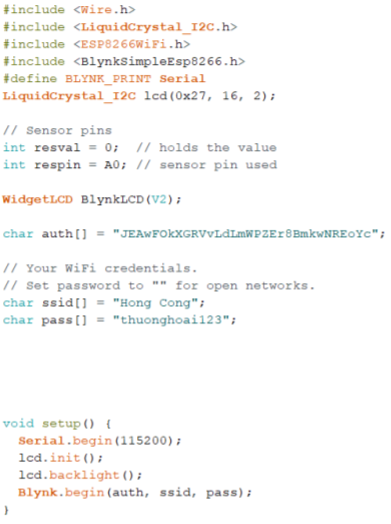 #include <Wire.h>
#include <LiquidCrystal_I2C.h>
#include <ESP8266WiFi.h>
#include <BlynkSimpleEsp8266.h>
#define BLYNK_PRINT Serial
LiquidCrystal_I2C lcd(0x27, 16, 2);
// Sensor pins
int resval = 0;  // holds the value
int respin = A0; // sensor pin used
WidgetLCD BlynkLCD(V2);
char auth[] = "JEAwFOkXGRVvLdLmWPZEr8BmkwNREoYc";
// Your WiFi credentials.
// Set password to "" for open networks.
char ssid[] = "Hong Cong";
char pass[] = "thuonghoai123";
void setup() {
  Serial.begin(115200);
  lcd.init();
  lcd.backlight();
  Blynk.begin(auth, ssid, pass);
}